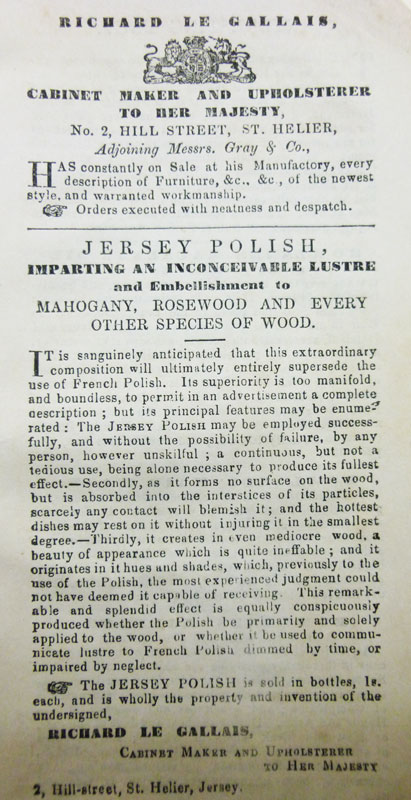 RICHARD LE GALLAIS,
CABINET MAKER AND UPHOLSTERER
TO HER MAJESTY,
No. 2, HILL STREET, ST. HELIER,
Adjoining Messrs. Gray & Co.,
HAS constantly on Sale at his Manufactory, every
description of Furniture, &c., &c, of the newest
style, and warranted workmanship.
☞ Orders executed with neatness and despatch.
JERSEY POLISH,
IMPARTING AN INCONCEIVABLE LUSTRE
and Embellishment to
MAHOGANY, ROSEWOOD AND EVERY
OTHER SPECIES OF WOOD.
IT is sanguinely anticipated that this extraordinary
composition will ultimately entirely supersede the
use of French Polish. Its superiority is too manifold,
and boundless, to permit in an advertisement a complete
description ; but its principal features may be enume-
rated : The JERSEY POLISH may be employed success-
fully, and without the possibility of failure, by any
person, however unskilful ; a continuous, but not a
tedious use, being alone necessary to produce its fullest
effect.—Secondly, as it forms no surface on the wood,
but is absorbed into the interstices of its particles,
scarcely any contact will blemish it; and the hottest
dishes may rest on it without injuring it in the smallest
degree.—Thirdly, it creates in even mediocre wood, a
beauty of appearance which is quite ineffable ; and it
originates in it hues and shades, which, previously to the
use of the Polish, the most experienced judgment could
not have deemed it capable of receiving. This remark-
able and splendid effect is equally conspicuously
produced whether the Polish be primarily and solely
applied to the wood, or whether it be used to commu-
nicate lustre to French Polish dimmed by time, or
impaired by neglect.
☞ The JERSEY POLISH is sold in bottles, 1s.
each, and is wholly the property and invention of the
undersigned,
RICHARD LE GALLAIS,
CABINET MAKER AND UPHOLSTERER
TO HER MAJESTY
2, Hill-street, St. Helier, Jersey.